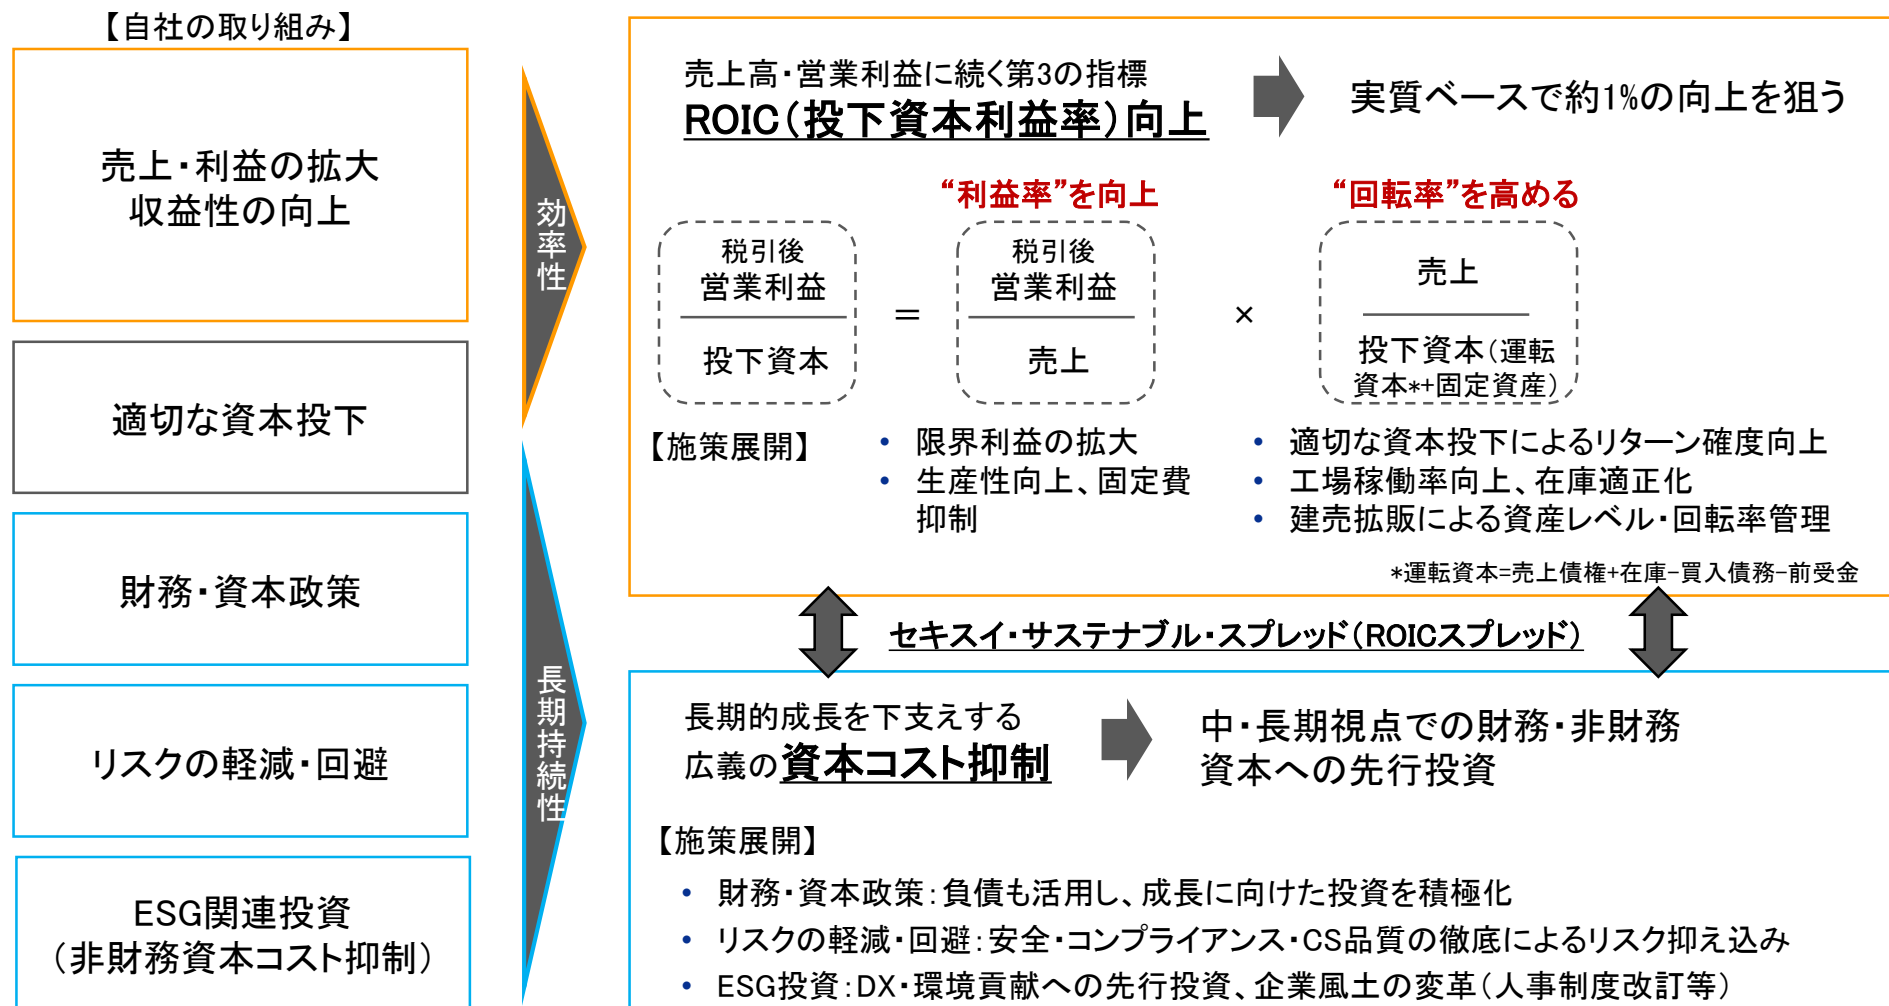 【自社の取り組み】
売上・利益の拡大
収益性の向上
適切な資本投下
財務・資本政策
リスクの軽減・回避
ESG関連投資
（非財務資本コスト抑制）
効率性
長期持続性
売上高・営業利益に続く第3の指標
ROIC（投下資本利益率）向上
実質ベースで約1%の向上を狙う
“利益率”を向上
“回転率”を高める
税引後
営業利益
投下資本
＝
税引後
営業利益
売上
×
売上
投下資本（運転
資本*+固定資産）
【施策展開】
• 限界利益の拡大
• 生産性向上、固定費
抑制
• 適切な資本投下によるリターン確度向上
• 工場稼働率向上、在庫適正化
• 建売拡販による資産レベル・回転率管理
*運転資本=売上債権+在庫-買入債務-前受金
セキスイ・サステナブル・スプレッド（ROICスプレッド）
長期的成長を下支えする
広義の資本コスト抑制
中・長期視点での財務・非財務
資本への先行投資
【施策展開】
• 財務・資本政策：負債も活用し、成長に向けた投資を積極化
• リスクの軽減・回避：安全・コンプライアンス・CS品質の徹底によるリスク抑え込み
• ESG投資：DX・環境貢献への先行投資、企業風土の変革（人事制度改訂等）